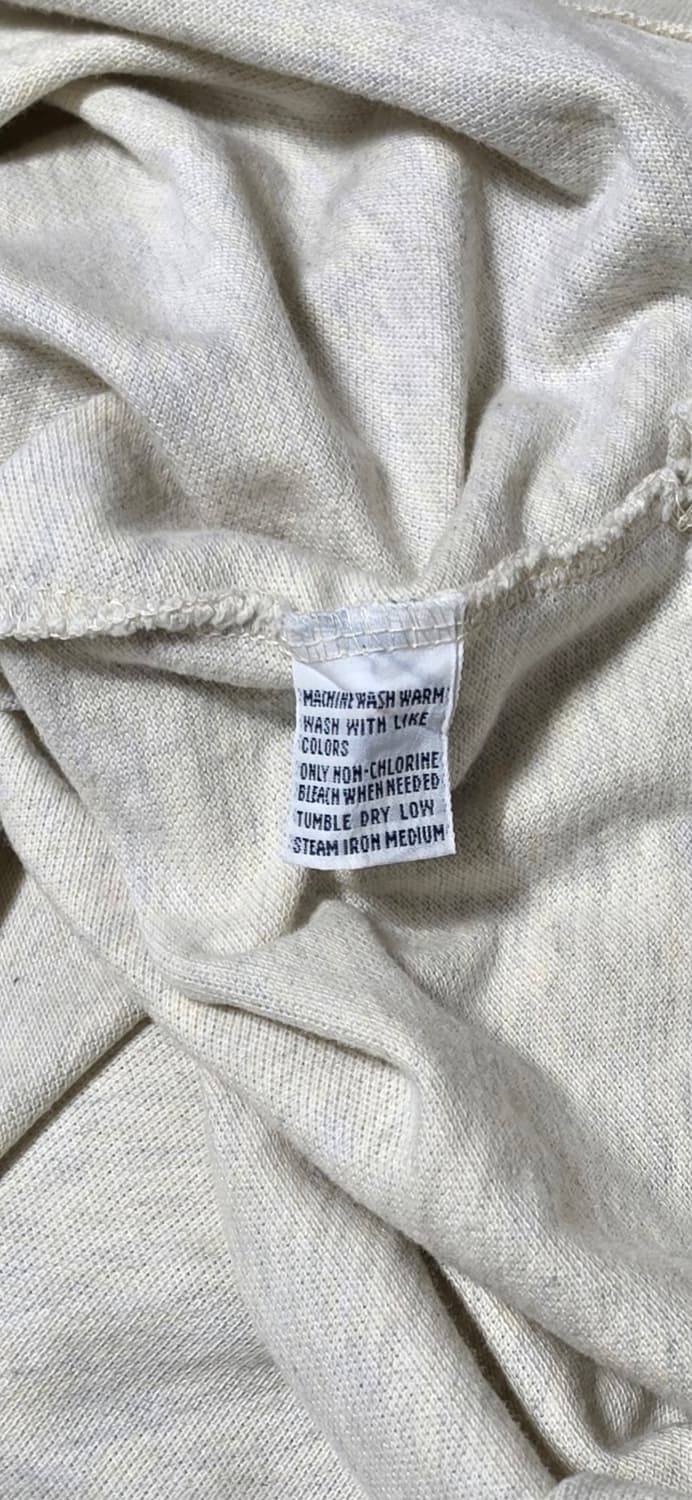 MACHINE WASH WARM
WASH WITH LIKE
COLORS
ONLY NON-CHLORINE
BLEACH WHEN NEEDED
TUMBLE DRY LOW
STEAM IRON MEDIUM